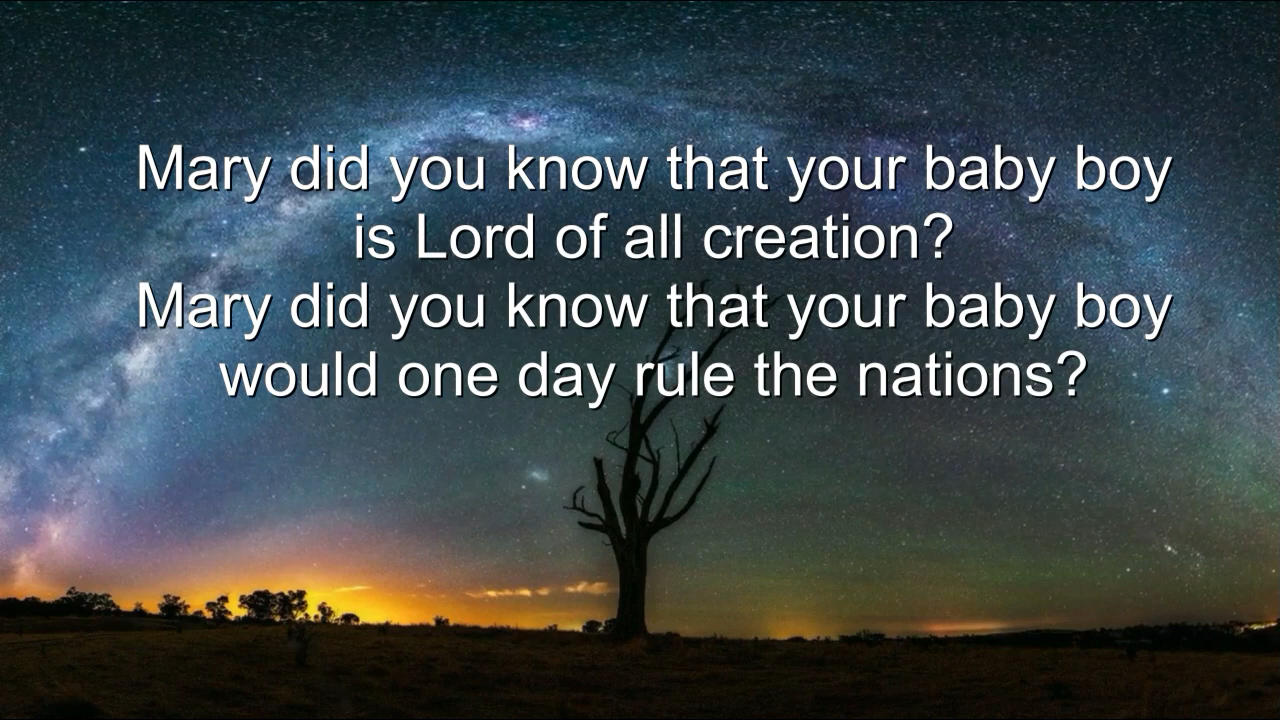 Mary did you know that your baby boy
is Lord of all creation?
Mary did you know that your baby boy
would one day rule the nations?